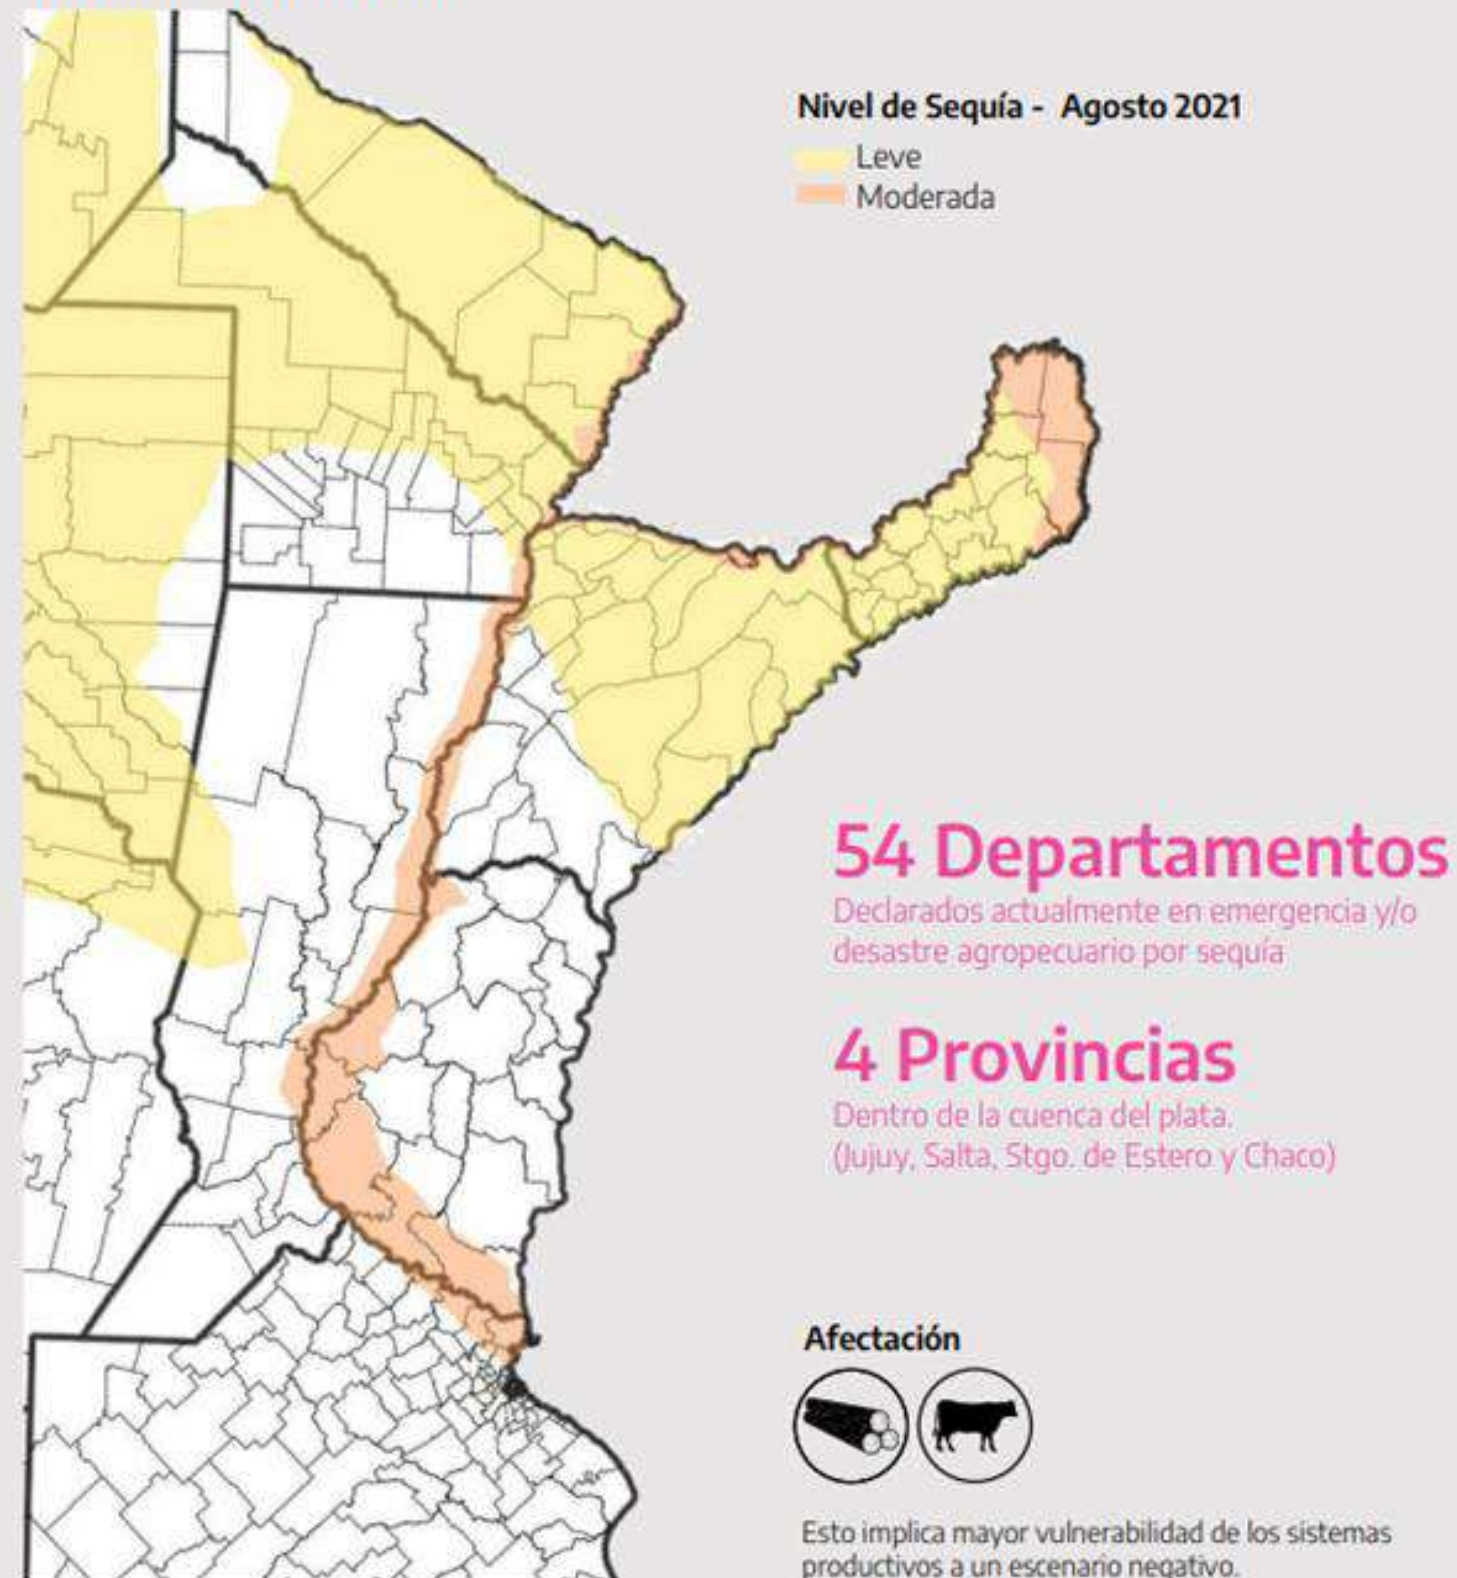 Nivel de Sequía - Agosto 2021
Leve
Moderada
54 Departamentos
Declarados actualmente en emergencia y/o
desastre agropecuario por sequía
4 Provincias
Dentro de la cuenca del plata.
(Jujuy, Salta, Stgo. de Estero y Chaco)
Afectación
Esto implica mayor vulnerabilidad de los sistemas
productivos a un escenario negativo.